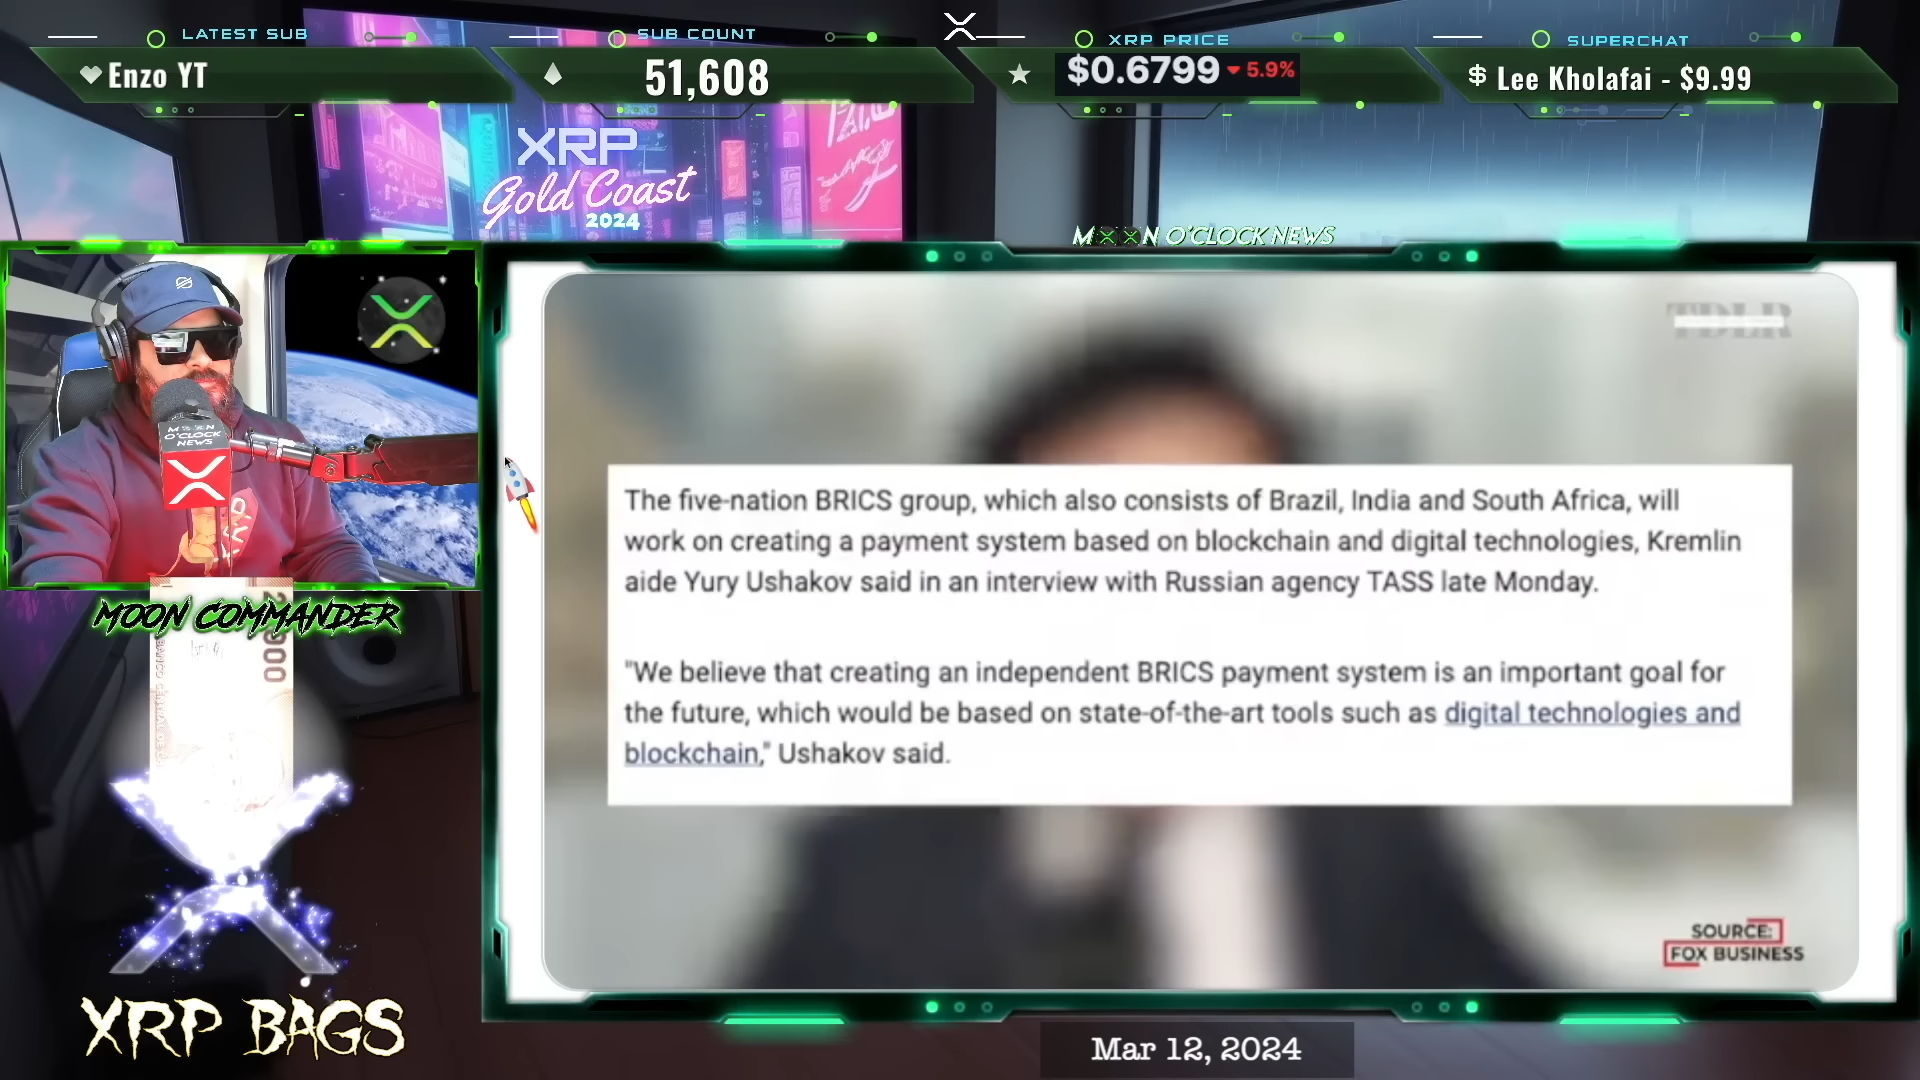 LATEST SUB
Enzo YT
SUB COUNT
51,608
XRP PRICE
$0.6799 5.9%
SUPERCHAT
$ Lee Kholafai - $9.99
XRP
Gold Coast
2024
MXXN O'CLOCK NEWS
TDLR
The five-nation BRICS group, which also consists of Brazil, India and South Africa, will
work on creating a payment system based on blockchain and digital technologies, Kremlin
aide Yury Ushakov said in an interview with Russian agency TASS late Monday.
"We believe that creating an independent BRICS payment system is an important goal for
the future, which would be based on state-of-the-art tools such as digital technologies and
blockchain," Ushakov said.
SOURCE:
FOX BUSINESS
MXXN
O'CLOCK
NEWS
MOON COMMANDER
XRP BAGS
Mar 12, 2024